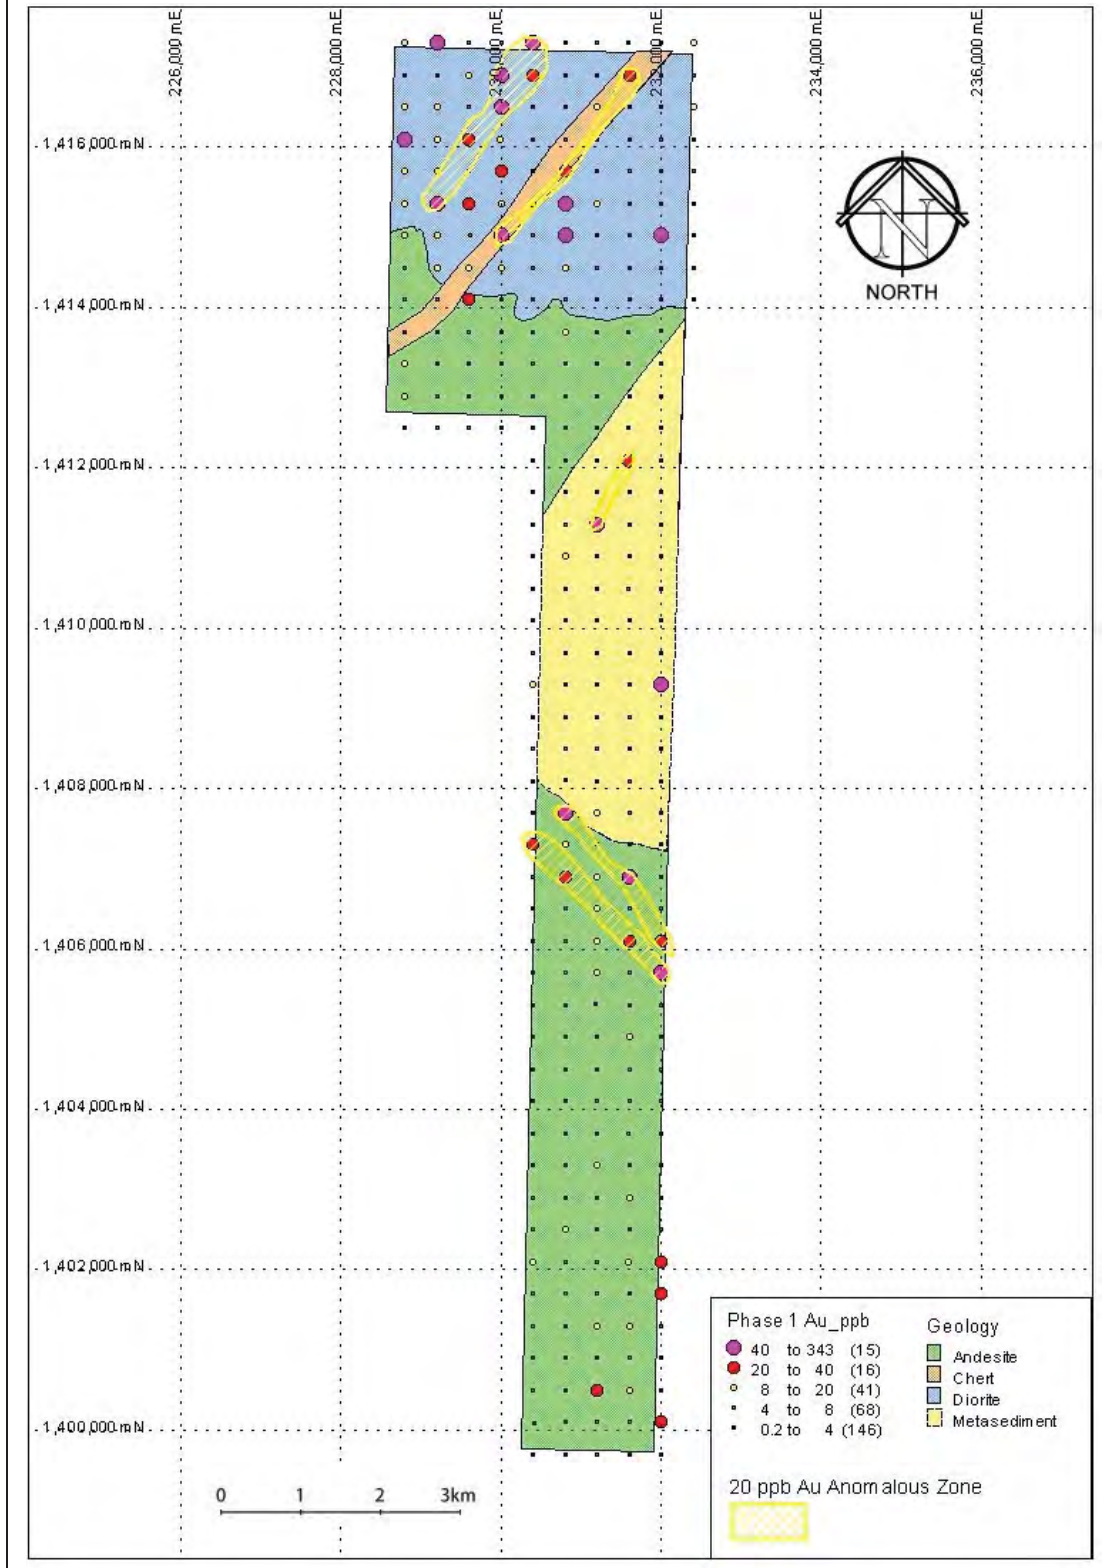 226,000 mE
228,000 mE
230,000 mE
232,000 mE
234,000 mE
236,000 mE
1,416,000 mN
1,414,000 mN
1,412,000 mN
1,410,000 mN
1,408,000 mN
1,406,000 mN
1,404,000 mN
1,402,000 mN
1,400,000 mN
N
NORTH
0 1 2 3km
Phase 1 Au_ppb
40 to 343 (15)
20 to 40 (16)
8 to 20 (41)
4 to 8 (68)
0.2 to 4 (146)
Geology
Andesite
Chert
Diorite
Metasediment
20 ppb Au Anomalous Zone